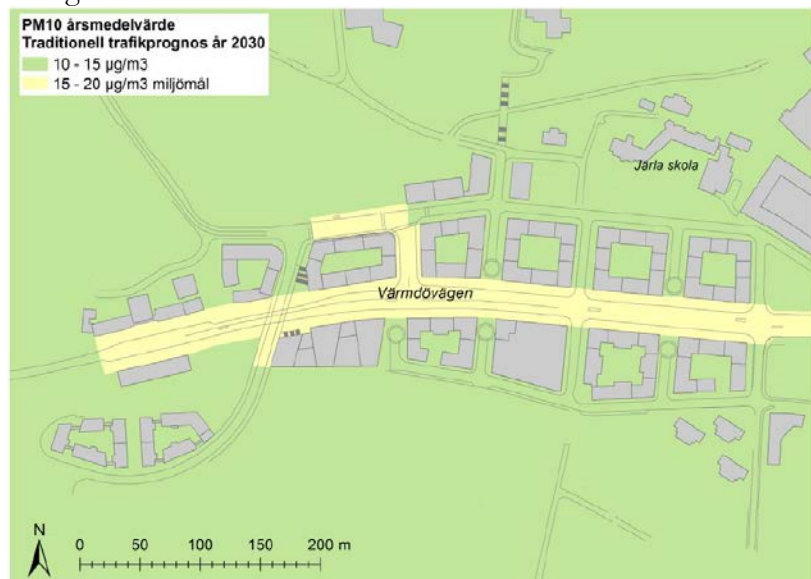 PM10 årsmedelvärde
Traditionell trafikprognos år 2030
10 - 15 µg/m3
15 - 20 µg/m3 miljömål
Järla skola
Värmdövägen
N
0 50 100 150 200 m